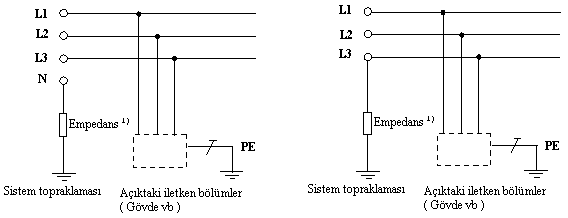 L1
L2
L3
N
Empedans 1)
PE
Sistem topraklaması
Açıktaki iletken bölümler
( Gövde vb )
L1
L2
L3
Empedans 1)
PE
Sistem topraklaması
Açıktaki iletken bölümler
( Gövde vb )